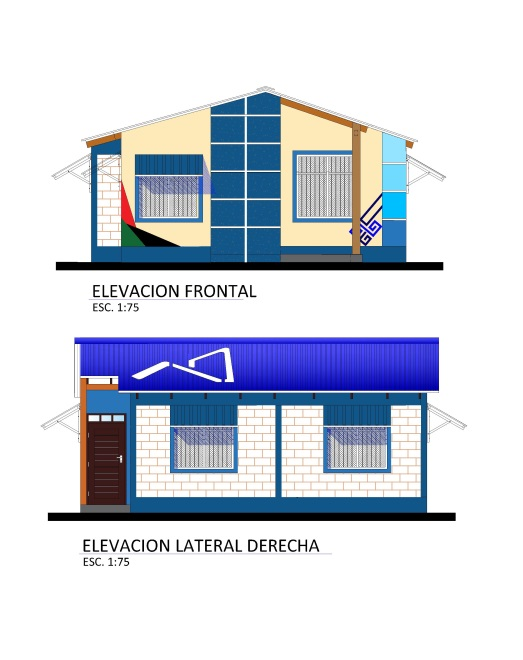 ELEVACION FRONTAL
ESC. 1:75
ELEVACION LATERAL DERECHA
ESC. 1:75